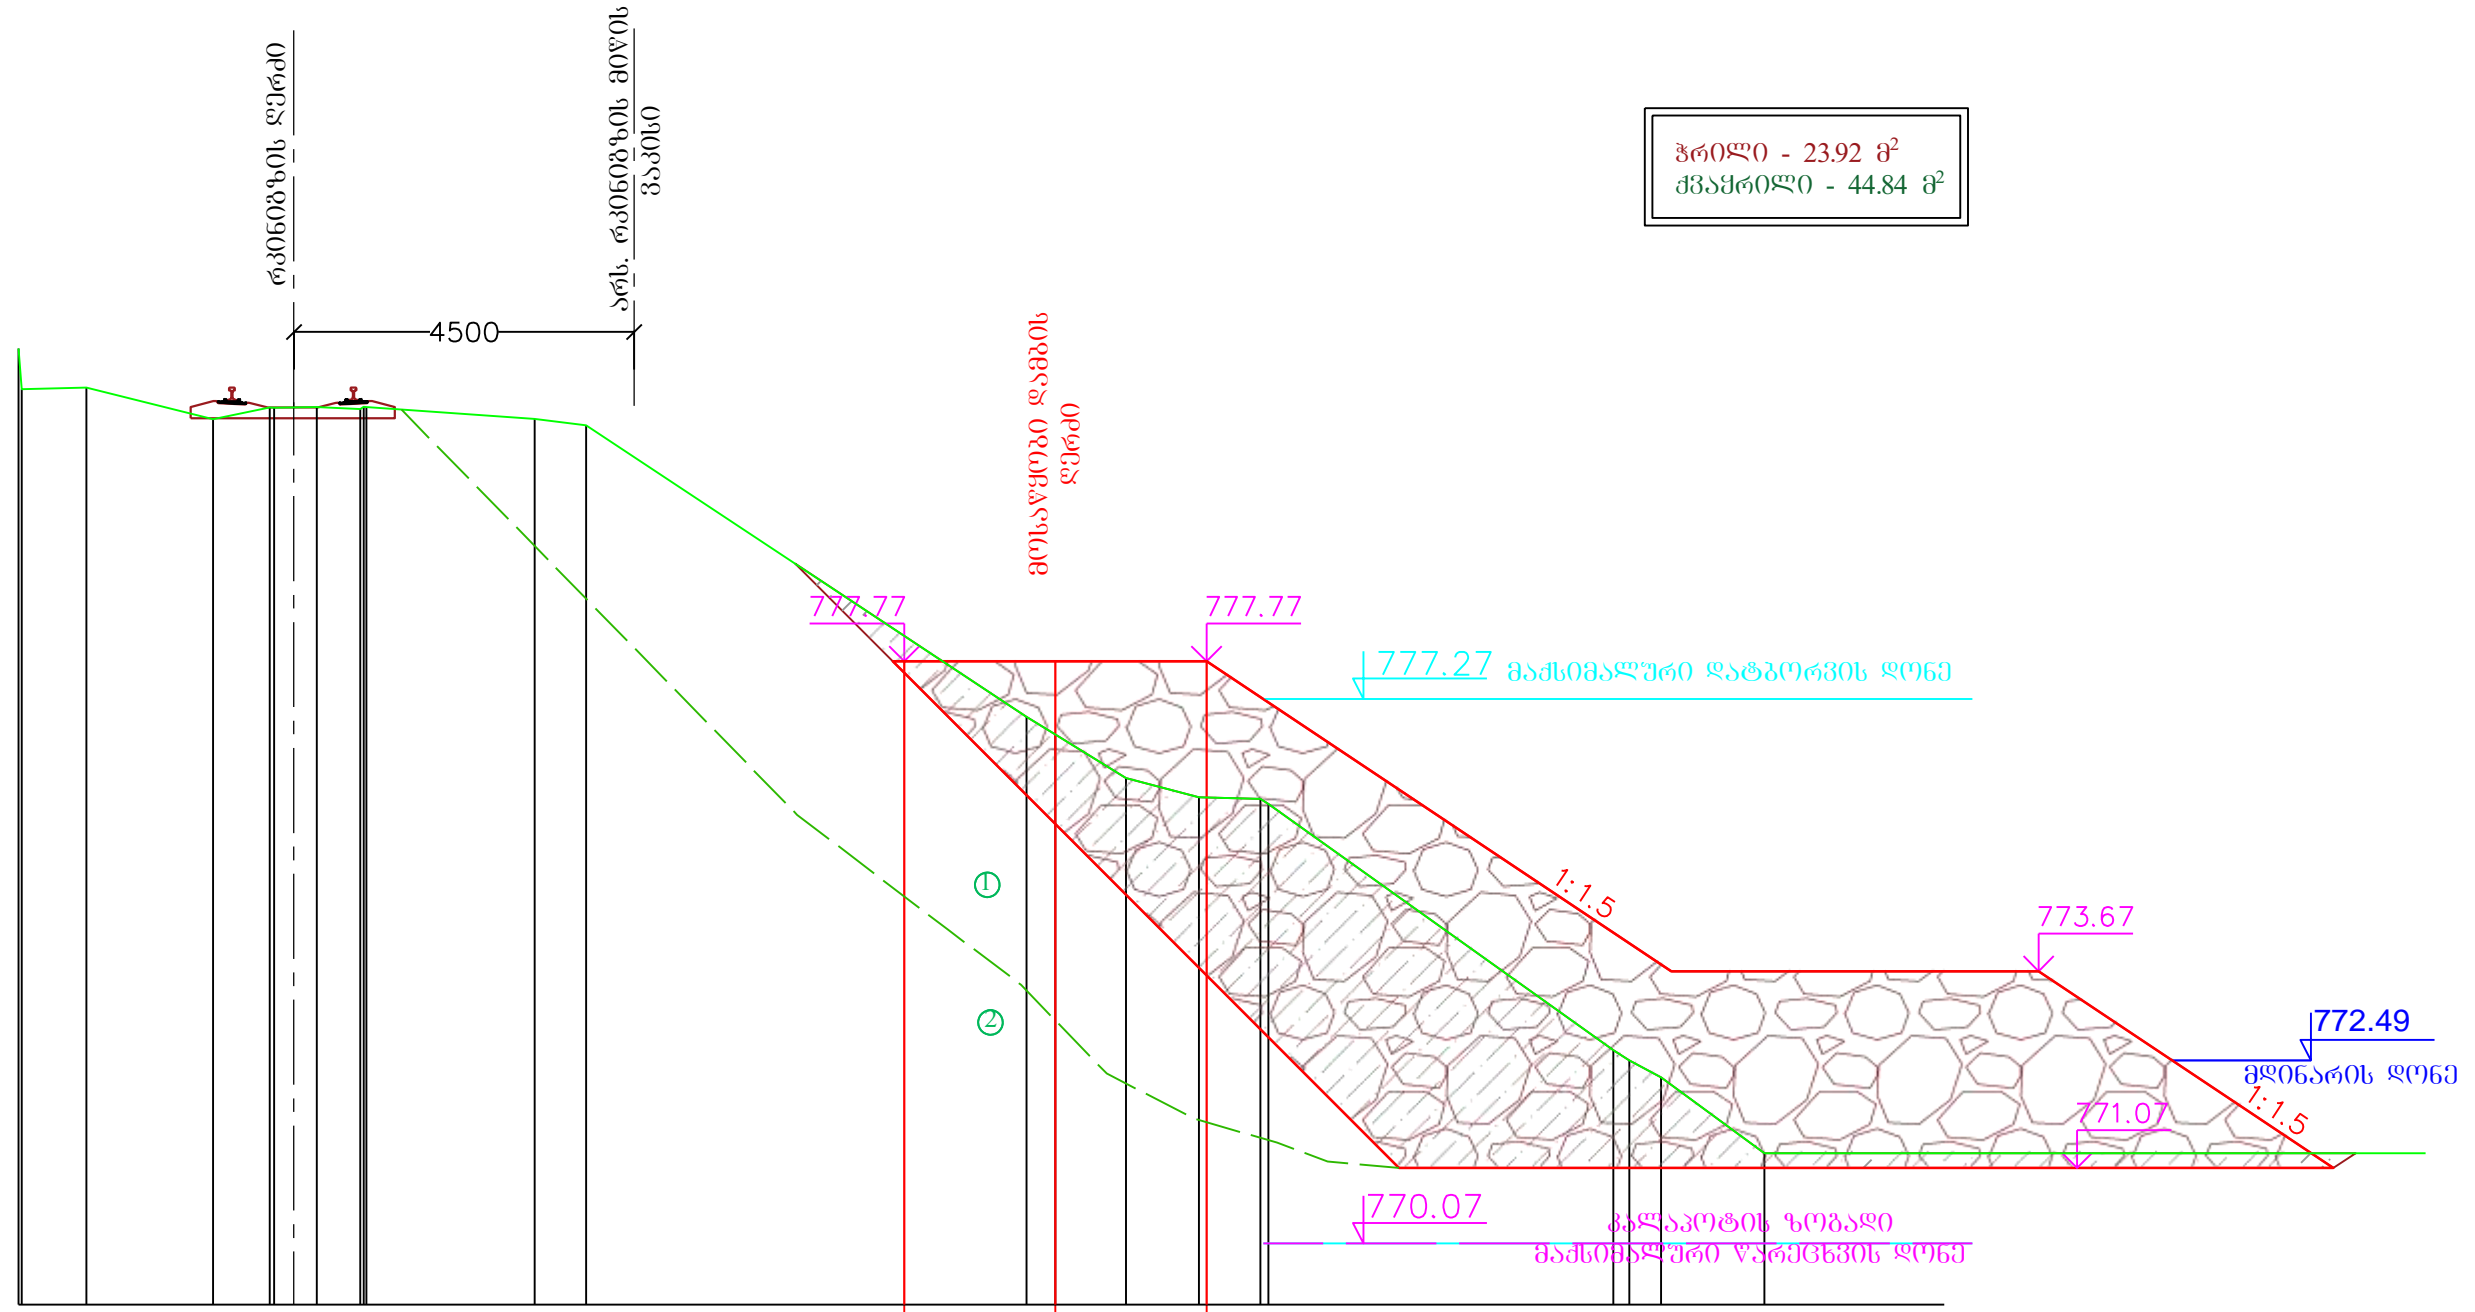 რკინიგზის ღერძი
არს. რკინიგზის მიწის
ვაკისი
4500
ჭრილი - 23.92 მ²
ქვაყრილი - 44.84 მ²
მოსაწყობი დამბის
ღერძი
777.77
777.77
777.27 მაქსიმალური დატბორვის დონე
1:1.5
773.67
772.49
მდინარის დონე
1:1.5
771.07
1
2
770.07
კალაპოტის ზოგადი
მაქსიმალური წარეცხვის დონე